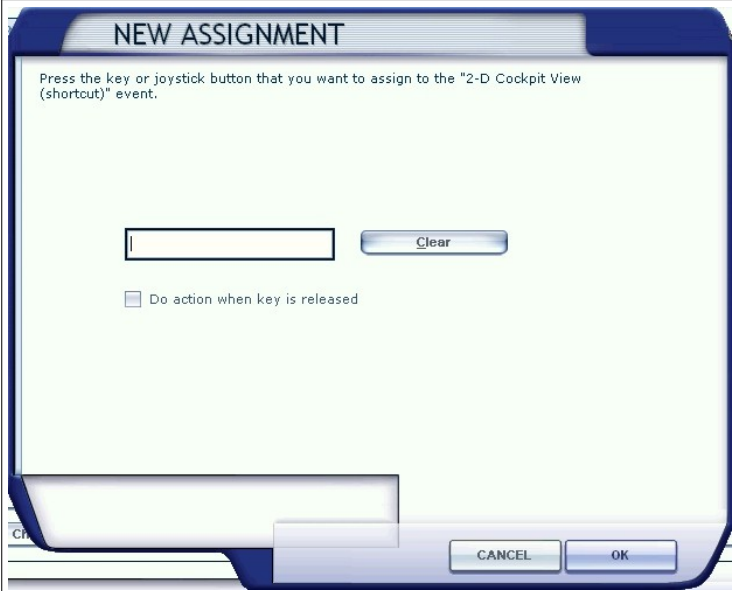 NEW ASSIGNMENT
Press the key or joystick button that you want to assign to the "2-D Cockpit View
(shortcut)" event.
Clear
Do action when key is released
CANCEL
OK